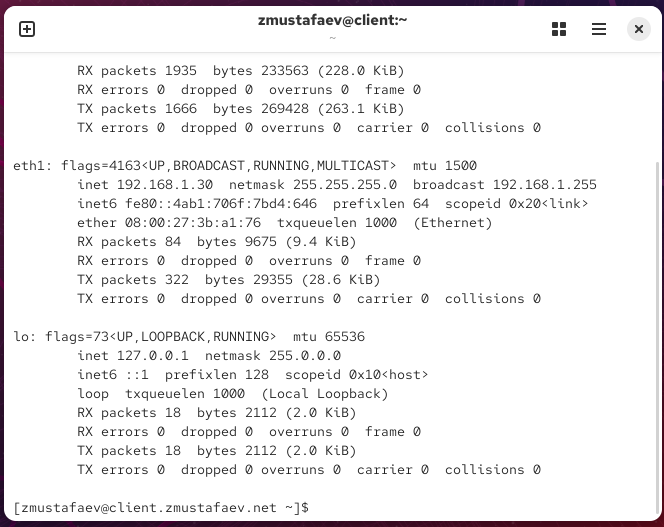 zmustafaev@client:~
~
RX packets 1935  bytes 233563 (228.0 KiB)
RX errors 0  dropped 0  overruns 0  frame 0
TX packets 1666  bytes 269428 (263.1 KiB)
TX errors 0  dropped 0 overruns 0  carrier 0  collisions 0
eth1: flags=4163<UP,BROADCAST,RUNNING,MULTICAST>  mtu 1500
inet 192.168.1.30  netmask 255.255.255.0  broadcast 192.168.1.255
inet6 fe80::4ab1:706f:7bd4:646  prefixlen 64  scopeid 0x20<link>
ether 08:00:27:3b:a1:76  txqueuelen 1000  (Ethernet)
RX packets 84  bytes 9675 (9.4 KiB)
RX errors 0  dropped 0  overruns 0  frame 0
TX packets 322  bytes 29355 (28.6 KiB)
TX errors 0  dropped 0 overruns 0  carrier 0  collisions 0
lo: flags=73<UP,LOOPBACK,RUNNING>  mtu 65536
inet 127.0.0.1  netmask 255.0.0.0
inet6 ::1  prefixlen 128  scopeid 0x10<host>
loop  txqueuelen 1000  (Local Loopback)
RX packets 18  bytes 2112 (2.0 KiB)
RX errors 0  dropped 0  overruns 0  frame 0
TX packets 18  bytes 2112 (2.0 KiB)
TX errors 0  dropped 0 overruns 0  carrier 0  collisions 0
[zmustafaev@client.zmustafaev.net ~]$